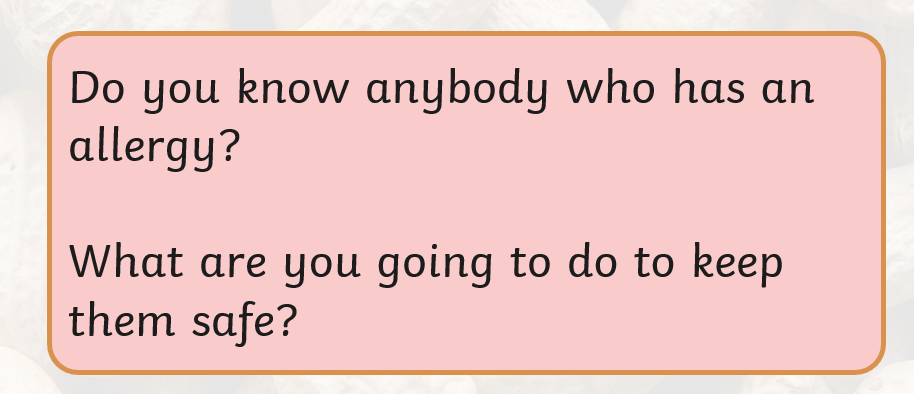 Do you know anybody who has an
allergy?
What are you going to do to keep
them safe?